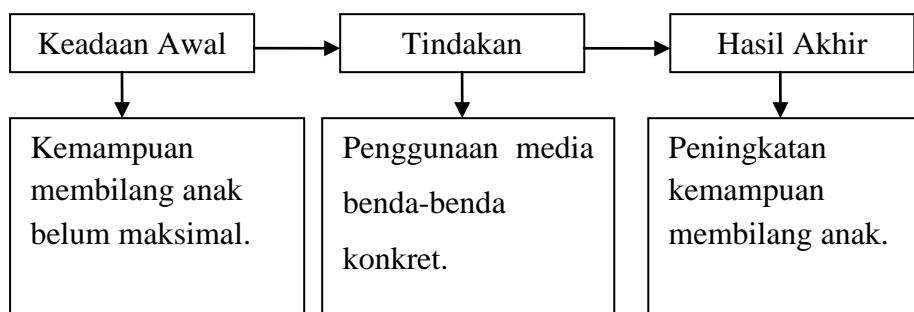 Keadaan Awal
Tindakan
Hasil Akhir
Kemampuan
membilang anak
belum maksimal.
Penggunaan media
benda-benda
konkret.
Peningkatan
kemampuan
membilang anak.